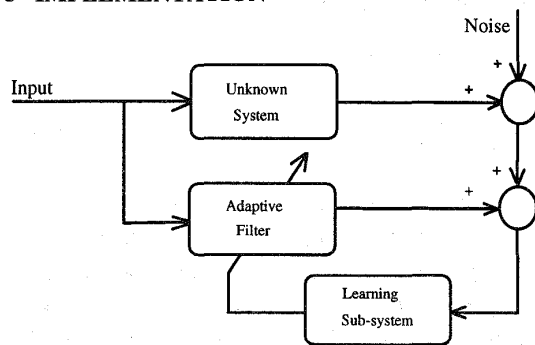 IMPLEMENTATION
Noise
+
Input
Unknown
System
+
+
Adaptive
Filter
+
Learning
Sub-system